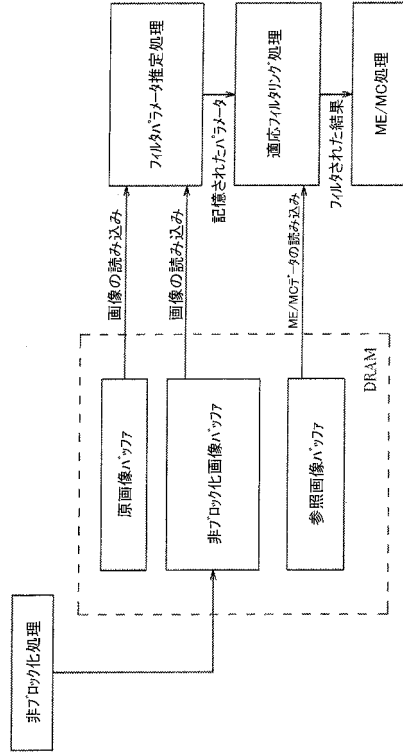 非ブロック化処理
原画像バッファ
非ブロック化画像バッファ
参照画像バッファ
DRAM
画像の読み込み
画像の読み込み
ME/MCデータの読み込み
フィルタパラメータ推定処理
記憶されたパラメータ
適応フィルタリング処理
フィルタされた結果
ME/MC処理